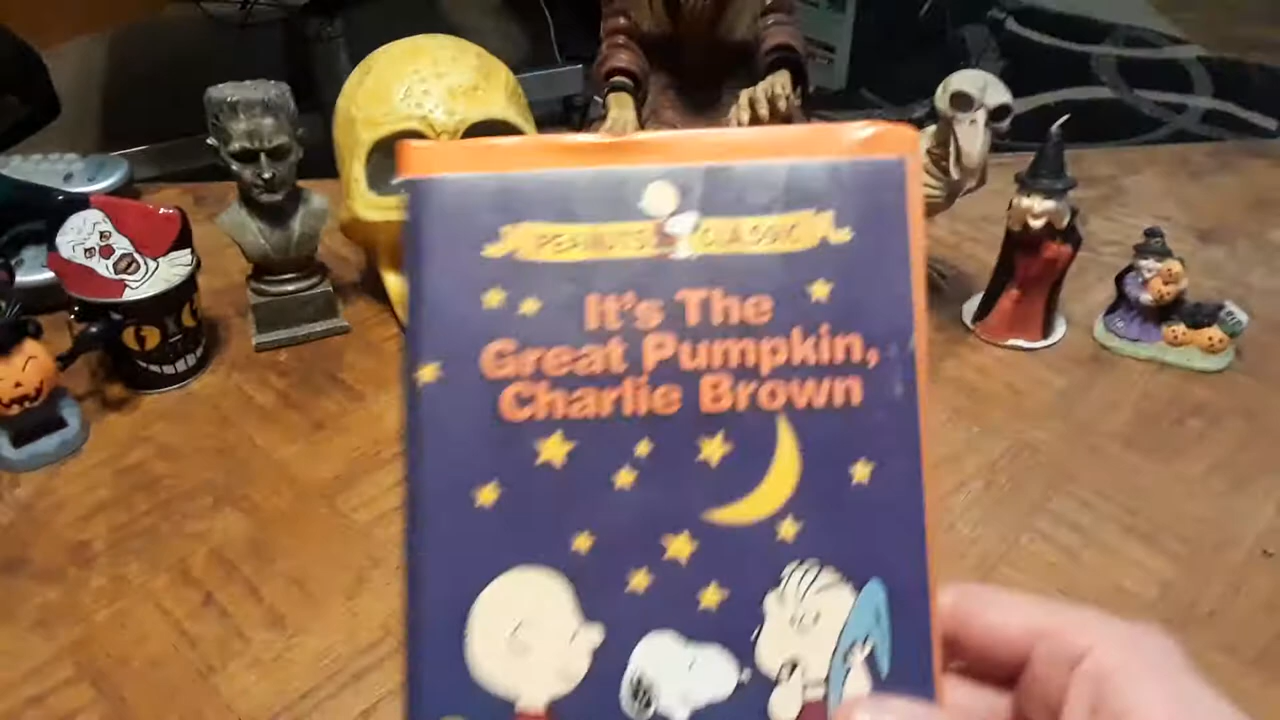 PEANUTS CLASSIC
It's The
Great Pumpkin,
Charlie Brown